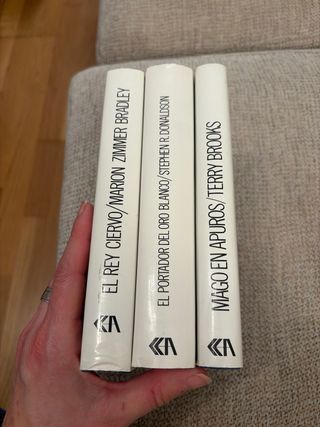 EL REY CIERVO/MARION ZIMMER BRADLEY
EL PORTADOR DEL ORO BLANCO/STEPHEN R. DONALDSON
MAGO EN APUROS/TERRY BROOKS